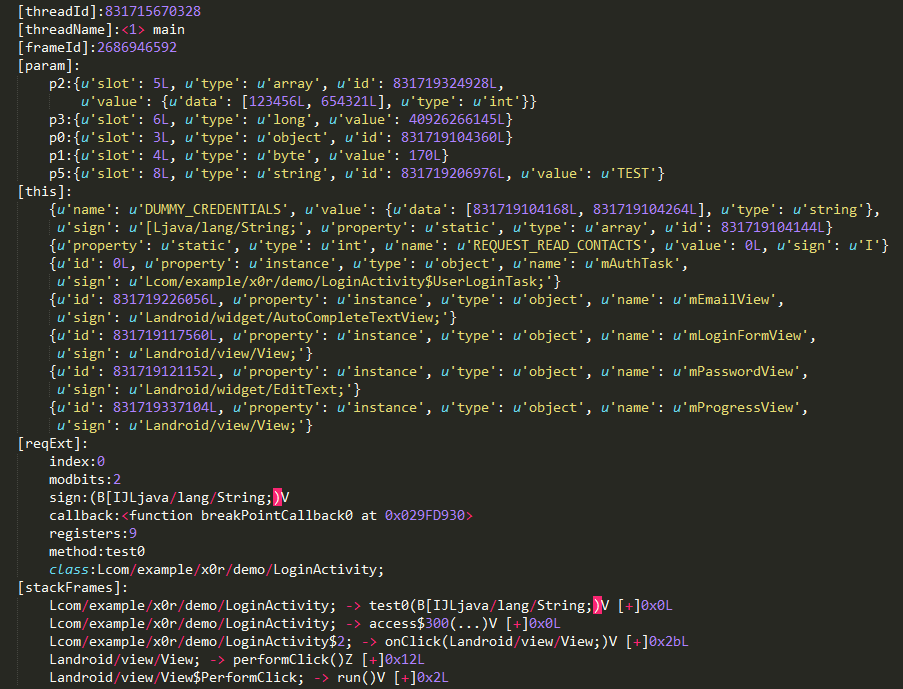 [threadId]:831715670328
[threadName]:<1> main
[frameId]:2686946592
[param]:
p2:{u'slot': 5L, u'type': u'array', u'id': 831719324928L,
u'value': {u'data': [123456L, 654321L], u'type': u'int'}}
p3:{u'slot': 6L, u'type': u'long', u'value': 40926266145L}
p0:{u'slot': 3L, u'type': u'object', u'id': 831719104360L}
p1:{u'slot': 4L, u'type': u'byte', u'value': 170L}
p5:{u'slot': 8L, u'type': u'string', u'id': 831719206976L, u'value': u'TEST'}
[this]:
{u'name': u'DUMMY_CREDENTIALS', u'value': {u'data': [831719104168L, 831719104264L], u'type': u'string'},
u'sign': u'[Ljava/lang/String;', u'property': u'static', u'type': u'array', u'id': 831719104144L}
{u'property': u'static', u'type': u'int', u'name': u'REQUEST_READ_CONTACTS', u'value': 0L, u'sign': u'I'}
{u'id': 0L, u'property': u'instance', u'type': u'object', u'name': u'mAuthTask',
u'sign': u'Lcom/example/x0r/demo/LoginActivity$UserLoginTask;'}
{u'id': 831719226056L, u'property': u'instance', u'type': u'object', u'name': u'mEmailView',
u'sign': u'Landroid/widget/AutoCompleteTextView;'}
{u'id': 831719117560L, u'property': u'instance', u'type': u'object', u'name': u'mLoginFormView',
u'sign': u'Landroid/view/View;'}
{u'id': 831719121152L, u'property': u'instance', u'type': u'object', u'name': u'mPasswordView',
u'sign': u'Landroid/widget/EditText;'}
{u'id': 831719337104L, u'property': u'instance', u'type': u'object', u'name': u'mProgressView',
u'sign': u'Landroid/view/View;'}
[reqExt]:
index:0
modbits:2
sign:(B[IJLjava/lang/String;)V
callback:<function breakPointCallback0 at 0x029FD930>
registers:9
method:test0
class:Lcom/example/x0r/demo/LoginActivity;
[stackFrames]:
Lcom/example/x0r/demo/LoginActivity; -> test0(B[IJLjava/lang/String;)V [+]0x0L
Lcom/example/x0r/demo/LoginActivity; -> access$300(...)V [+]0x0L
Lcom/example/x0r/demo/LoginActivity$2; -> onClick(Landroid/view/View;)V [+]0x2bL
Landroid/view/View; -> performClick()Z [+]0x12L
Landroid/view/View$PerformClick; -> run()V [+]0x2L